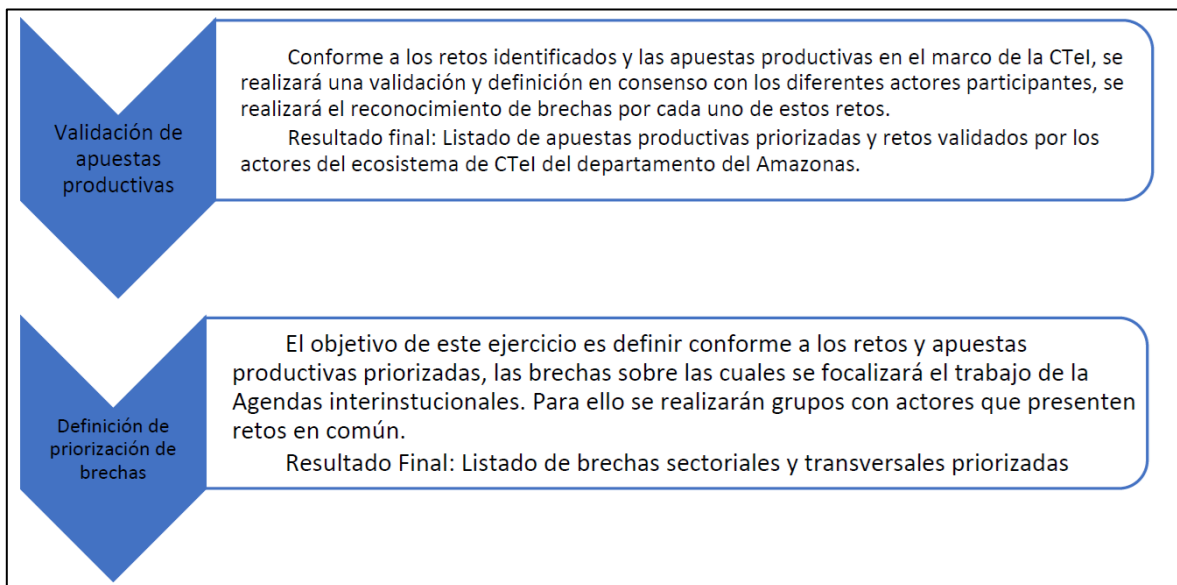 Validación de
apuestas
productivas
Conforme a los retos identificados y las apuestas productivas en el marco de la CTeI, se
realizará una validación y definición en consenso con los diferentes actores participantes, se
realizará el reconocimiento de brechas por cada uno de estos retos.
Resultado final: Listado de apuestas productivas priorizadas y retos validados por los
actores del ecosistema de CTeI del departamento del Amazonas.
Definición de
priorización de
brechas
El objetivo de este ejercicio es definir conforme a los retos y apuestas
productivas priorizadas, las brechas sobre las cuales se focalizará el trabajo de la
Agendas interinstucionales. Para ello se realizarán grupos con actores que presenten
retos en común.
Resultado Final: Listado de brechas sectoriales y transversales priorizadas